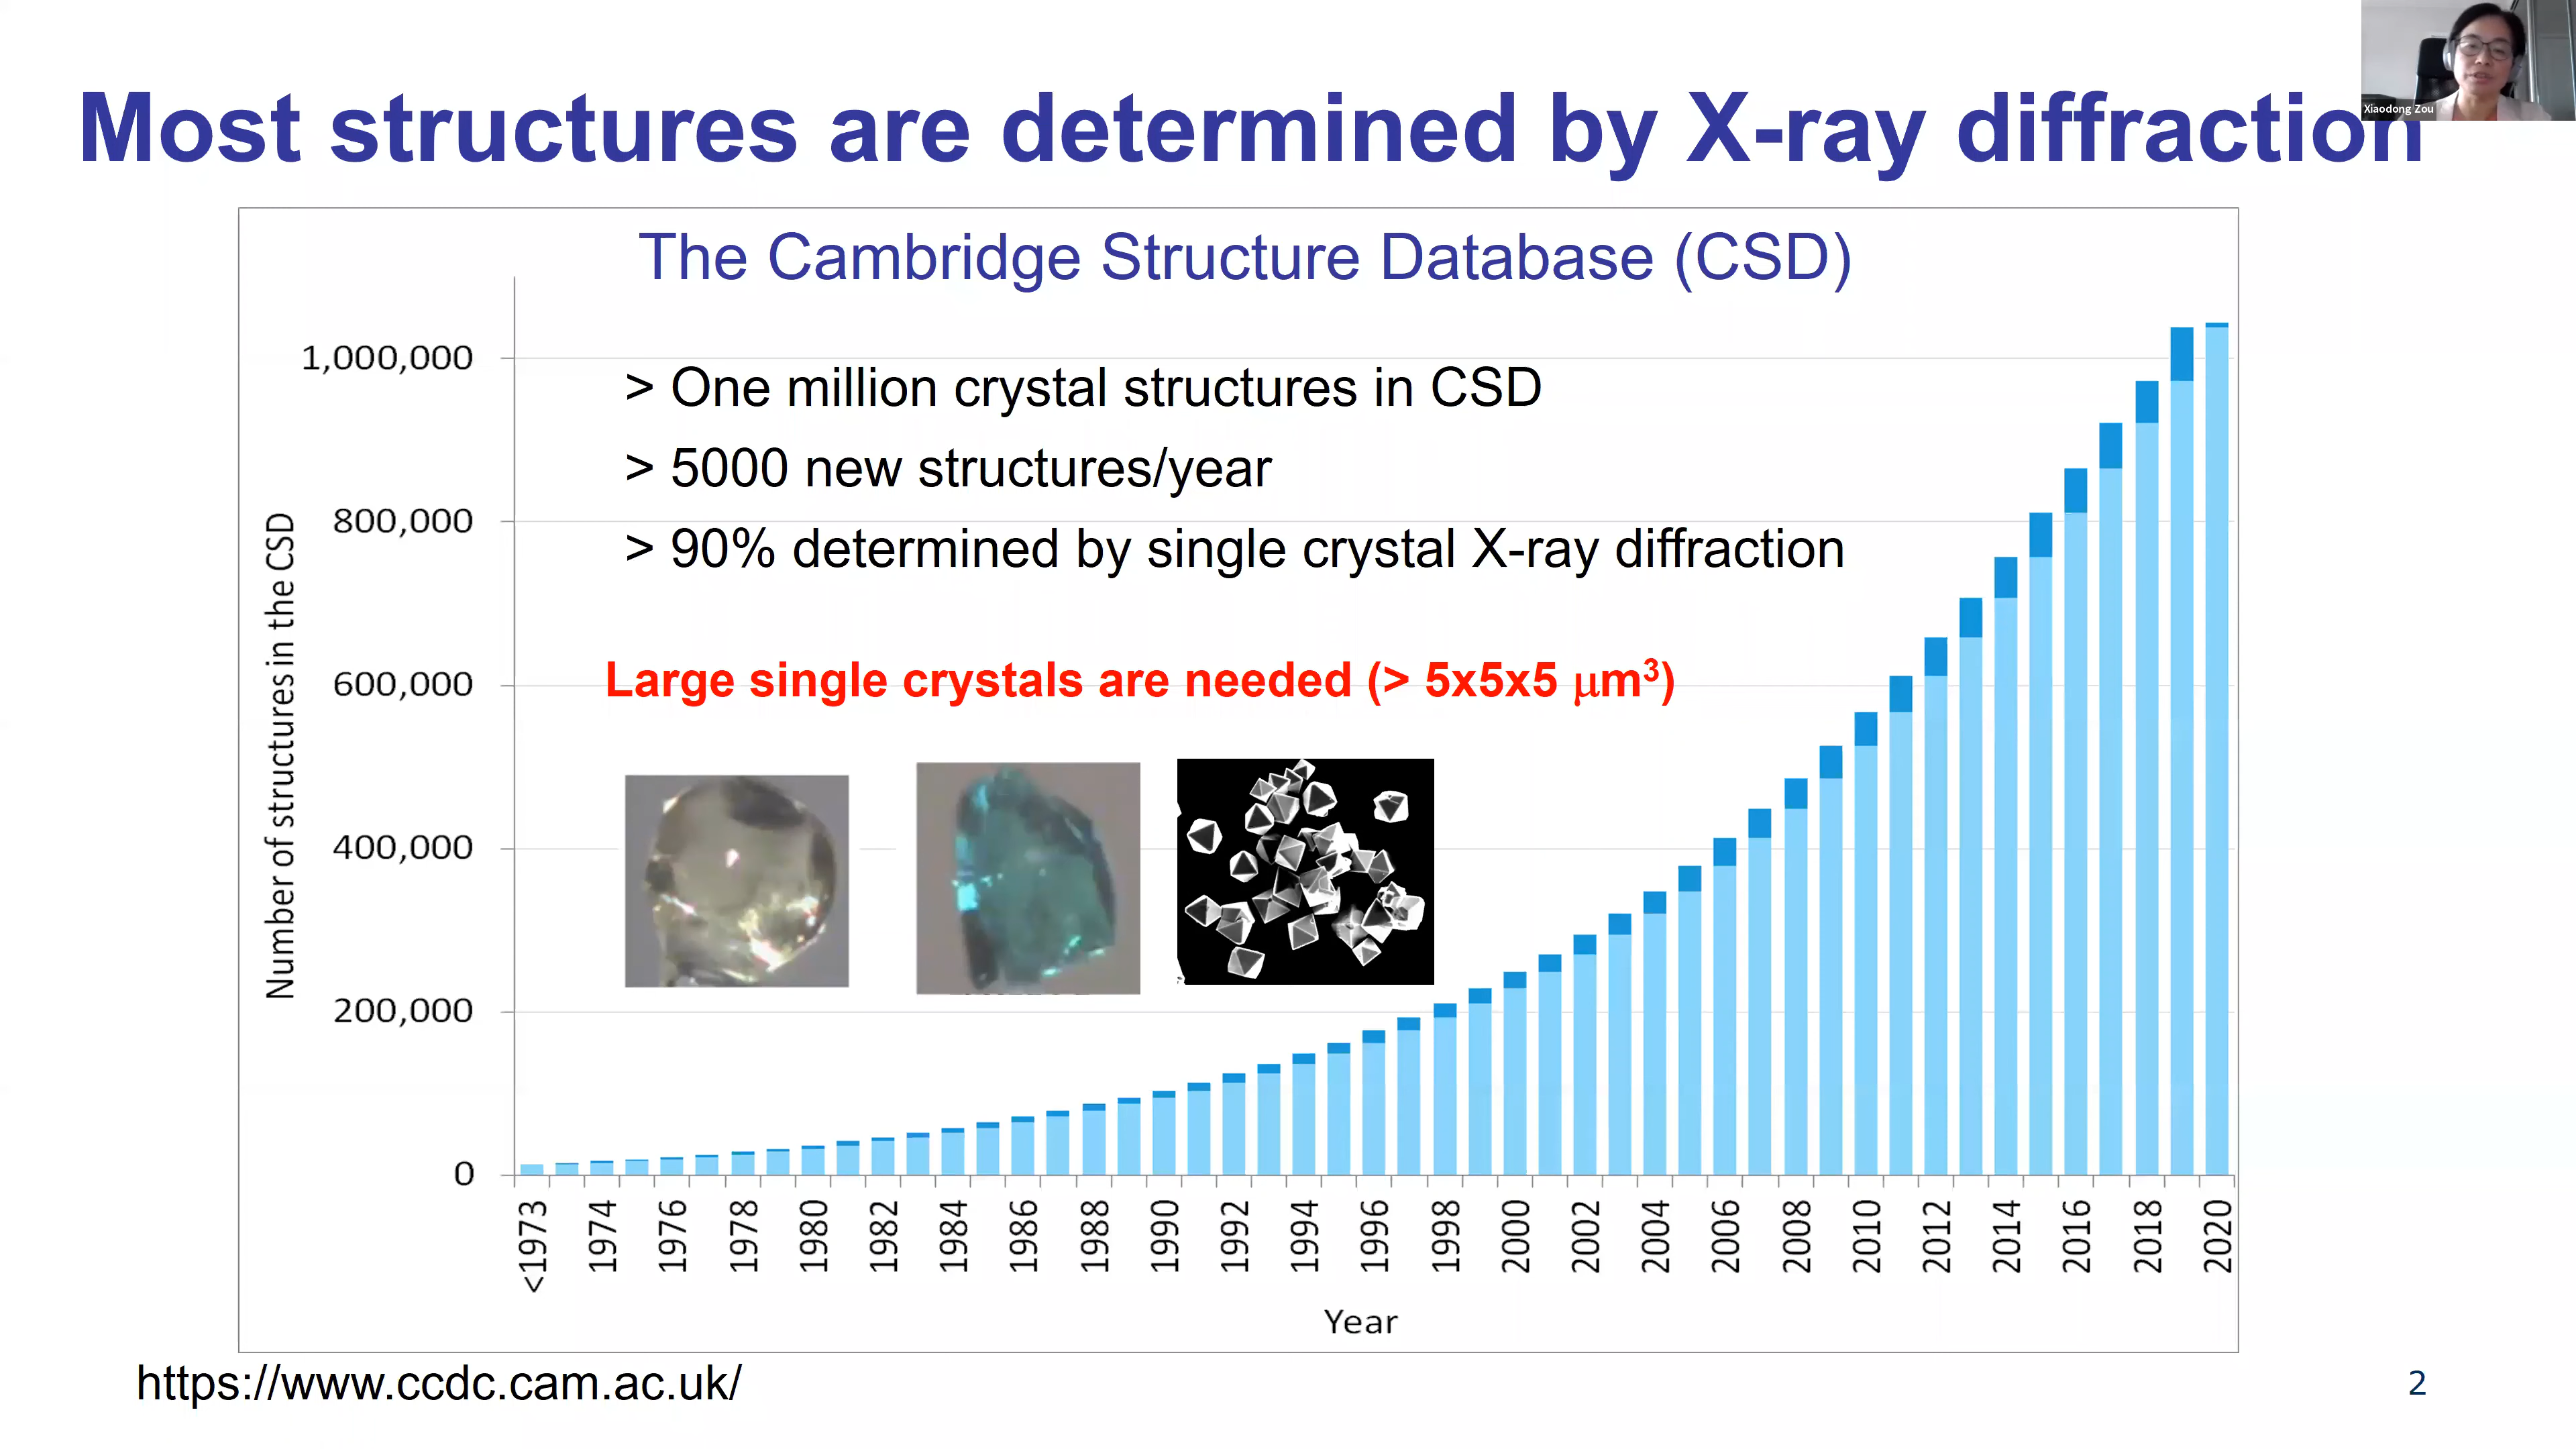 Most structures are determined by X-ray diffraction
Xiaodong Zou
The Cambridge Structure Database (CSD)
> One million crystal structures in CSD
> 5000 new structures/year
> 90% determined by single crystal X-ray diffraction
Large single crystals are needed (> 5x5x5 μm³)
Number of structures in the CSD
1,000,000
800,000
600,000
400,000
200,000
0
<1973 1974 1976 1978 1980 1982 1984 1986 1988 1990 1992 1994 1996 1998 2000 2002 2004 2006 2008 2010 2012 2014 2016 2018 2020
Year
https://www.ccdc.cam.ac.uk/
2